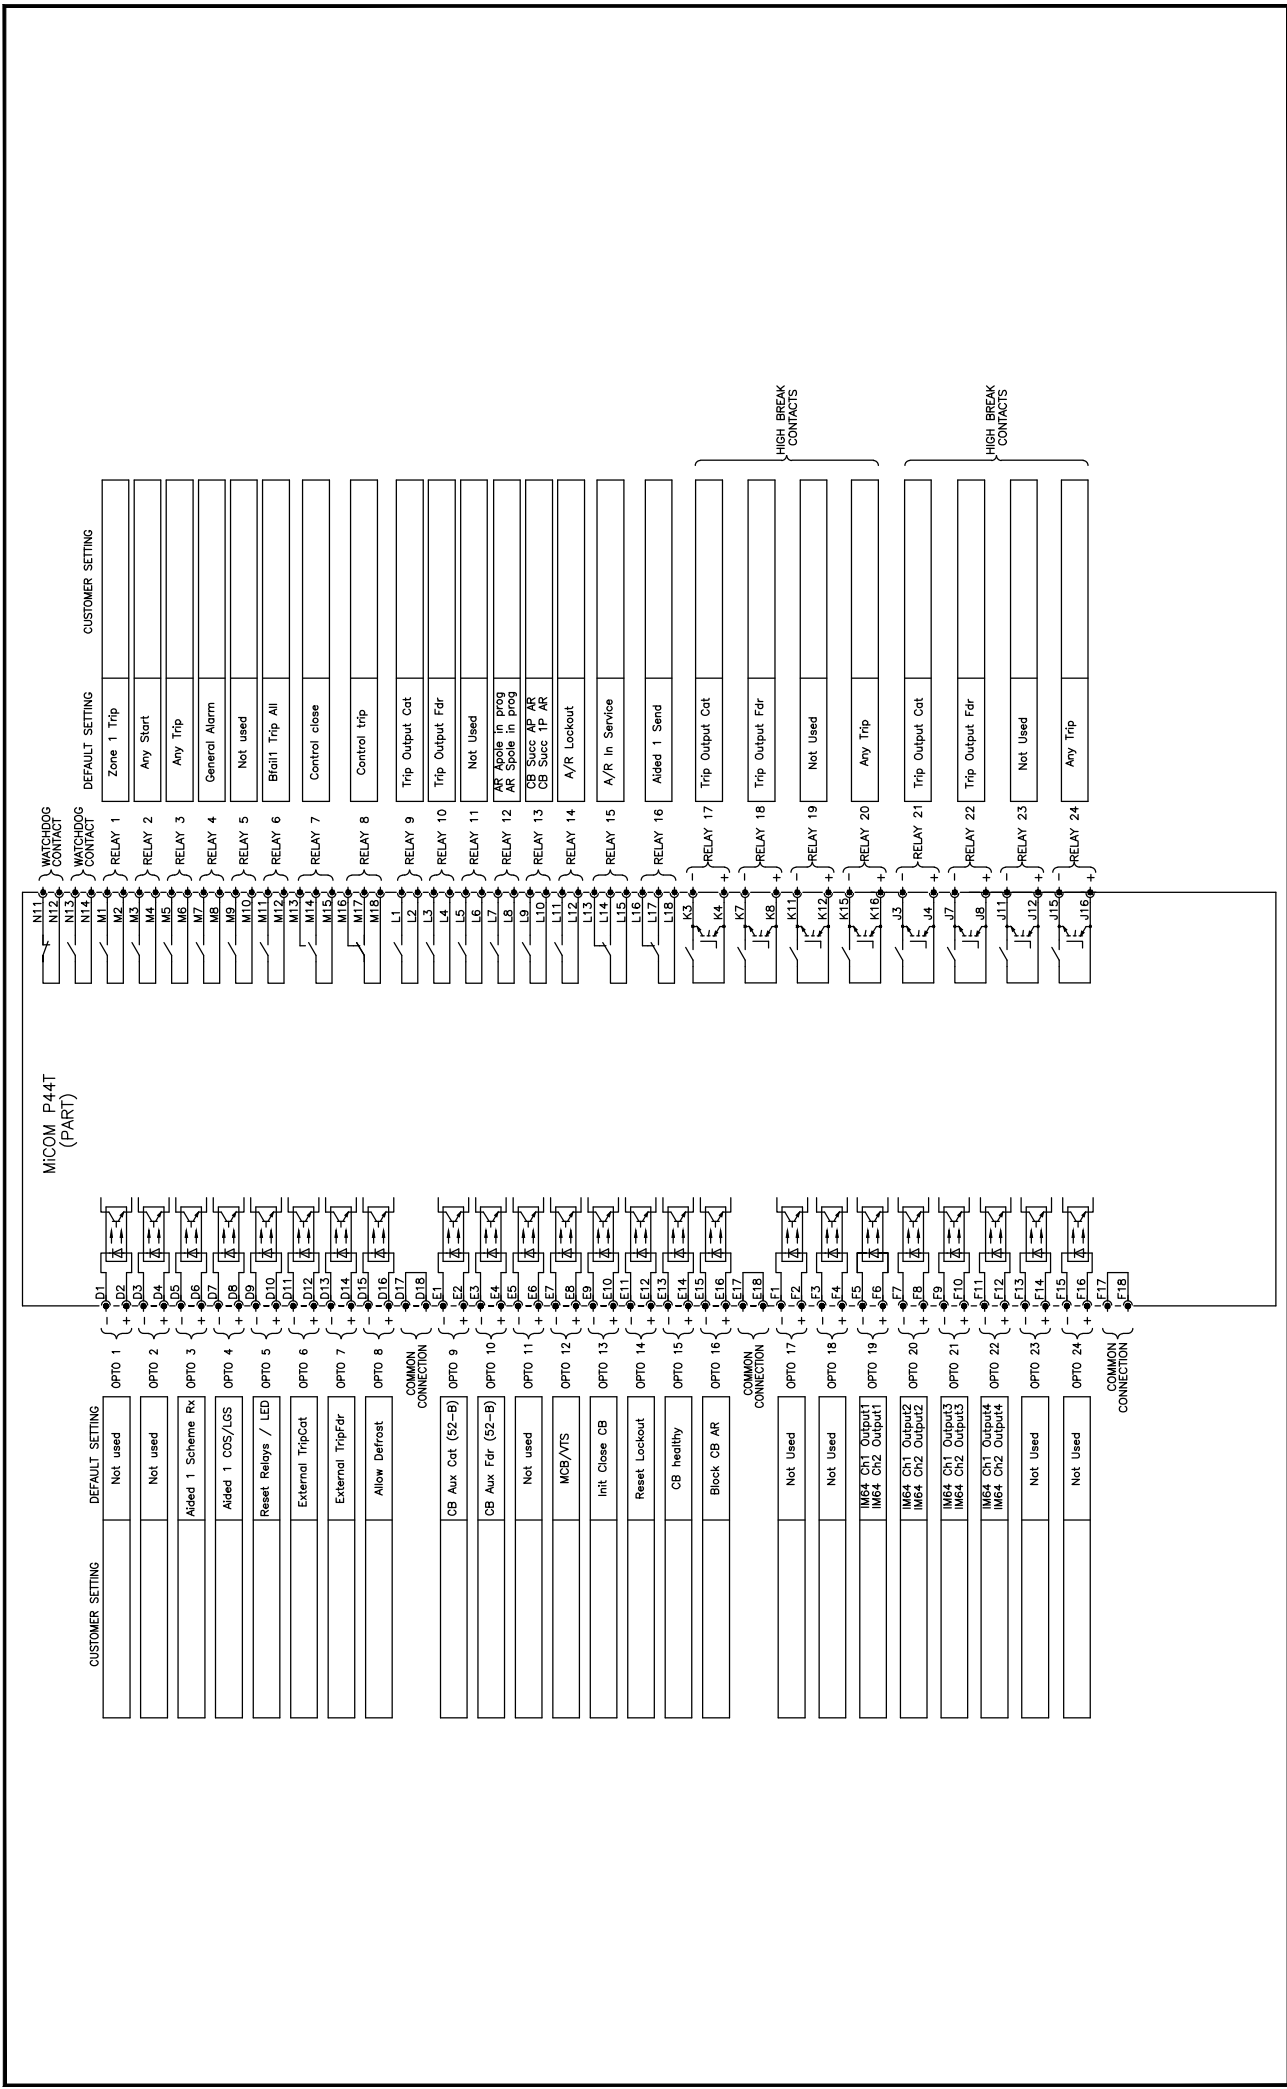 MiCOM P44T
(PART)
CUSTOMER SETTING
DEFAULT SETTING
Not used
OPTO 1
-
+
D1
D2
Not used
OPTO 2
-
+
D3
D4
Aided 1 Scheme Rx
OPTO 3
-
+
D5
D6
Aided 1 COS/LGS
OPTO 4
-
+
D7
D8
Reset Relays / LED
OPTO 5
-
+
D9
D10
External TripCat
OPTO 6
-
+
D11
D12
External TripFdr
OPTO 7
-
+
D13
D14
Allow Defrost
OPTO 8
-
+
D15
D16
COMMON
CONNECTION
D17
D18
CB Aux Cat (52-B)
OPTO 9
-
+
E1
E2
CB Aux Fdr (52-B)
OPTO 10
-
+
E3
E4
Not used
OPTO 11
-
+
E5
E6
MCB/VTS
OPTO 12
-
+
E7
E8
Init Close CB
OPTO 13
-
+
E9
E10
Reset Lockout
OPTO 14
-
+
E11
E12
CB healthy
OPTO 15
-
+
E13
E14
Block CB AR
OPTO 16
-
+
E15
E16
COMMON
CONNECTION
E17
E18
Not Used
OPTO 17
-
+
F1
F2
Not Used
OPTO 18
-
+
F3
F4
IM64 Ch1 Output1
IM64 Ch2 Output1
OPTO 19
-
+
F5
F6
IM64 Ch1 Output2
IM64 Ch2 Output2
OPTO 20
-
+
F7
F8
IM64 Ch1 Output3
IM64 Ch2 Output3
OPTO 21
-
+
F9
F10
IM64 Ch1 Output4
IM64 Ch2 Output4
OPTO 22
-
+
F11
F12
Not Used
OPTO 23
-
+
F13
F14
Not Used
OPTO 24
-
+
F15
F16
COMMON
CONNECTION
F17
F18
DEFAULT SETTING
CUSTOMER SETTING
N11
N12
WATCHDOG
CONTACT
N13
N14
WATCHDOG
CONTACT
M1
M2
RELAY 1
Zone 1 Trip
M3
M4
RELAY 2
Any Start
M5
M6
RELAY 3
Any Trip
M7
M8
RELAY 4
General Alarm
M9
M10
RELAY 5
Not used
M11
M12
RELAY 6
Bfail1 Trip All
M13
M14
M15
RELAY 7
Control close
M16
M17
M18
RELAY 8
Control trip
L1
L2
RELAY 9
Trip Output Cat
L3
L4
RELAY 10
Trip Output Fdr
L5
L6
RELAY 11
Not Used
L7
L8
RELAY 12
AR Apole in prog
AR Spole in prog
L9
L10
RELAY 13
CB Succ AP AR
CB Succ 1P AR
L11
L12
RELAY 14
A/R Lockout
L13
L14
L15
RELAY 15
A/R In Service
L16
L17
L18
RELAY 16
Aided 1 Send
K3
K4
-
+
RELAY 17
Trip Output Cat
K7
K8
-
+
RELAY 18
Trip Output Fdr
K11
K12
-
+
RELAY 19
Not Used
K15
K16
-
+
RELAY 20
Any Trip
HIGH BREAK
CONTACTS
J3
J4
-
+
RELAY 21
Trip Output Cat
J7
J8
-
+
RELAY 22
Trip Output Fdr
J11
J12
-
+
RELAY 23
Not Used
J15
J16
-
+
RELAY 24
Any Trip
HIGH BREAK
CONTACTS